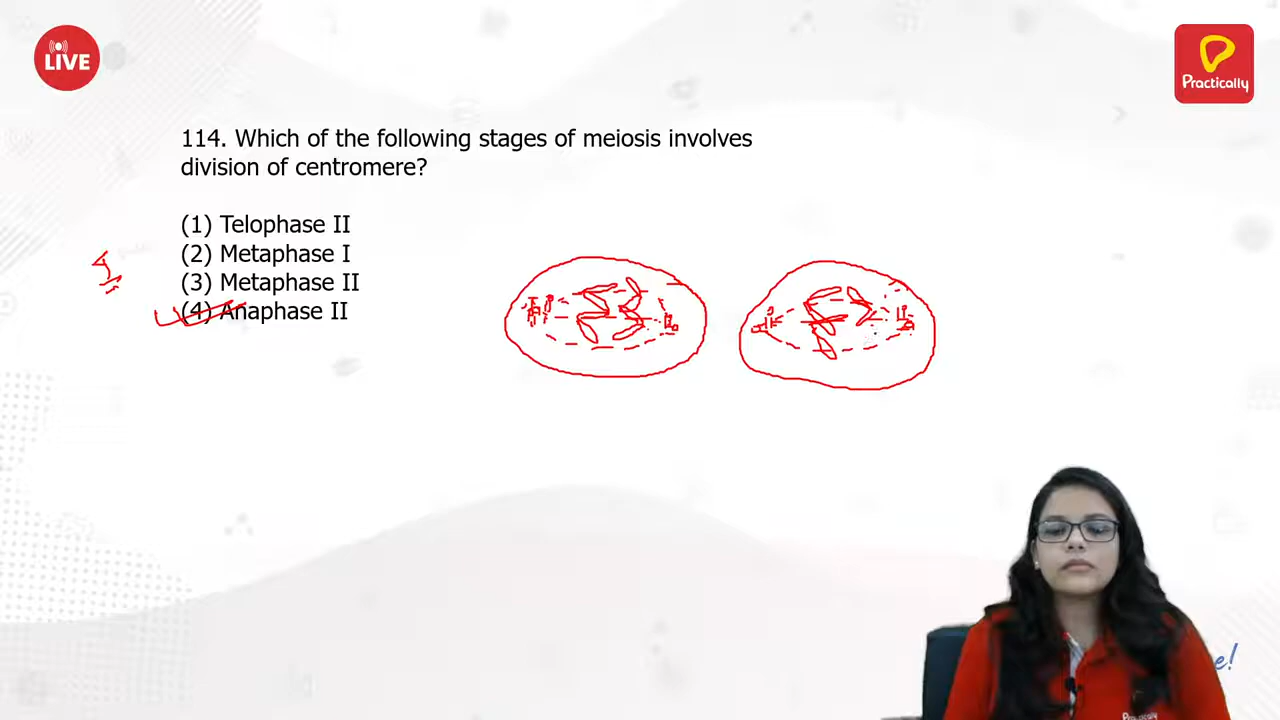 LIVE
Practically
114. Which of the following stages of meiosis involves
division of centromere?
(1) Telophase II
(2) Metaphase I
(3) Metaphase II
(4) Anaphase II
e!
Practically